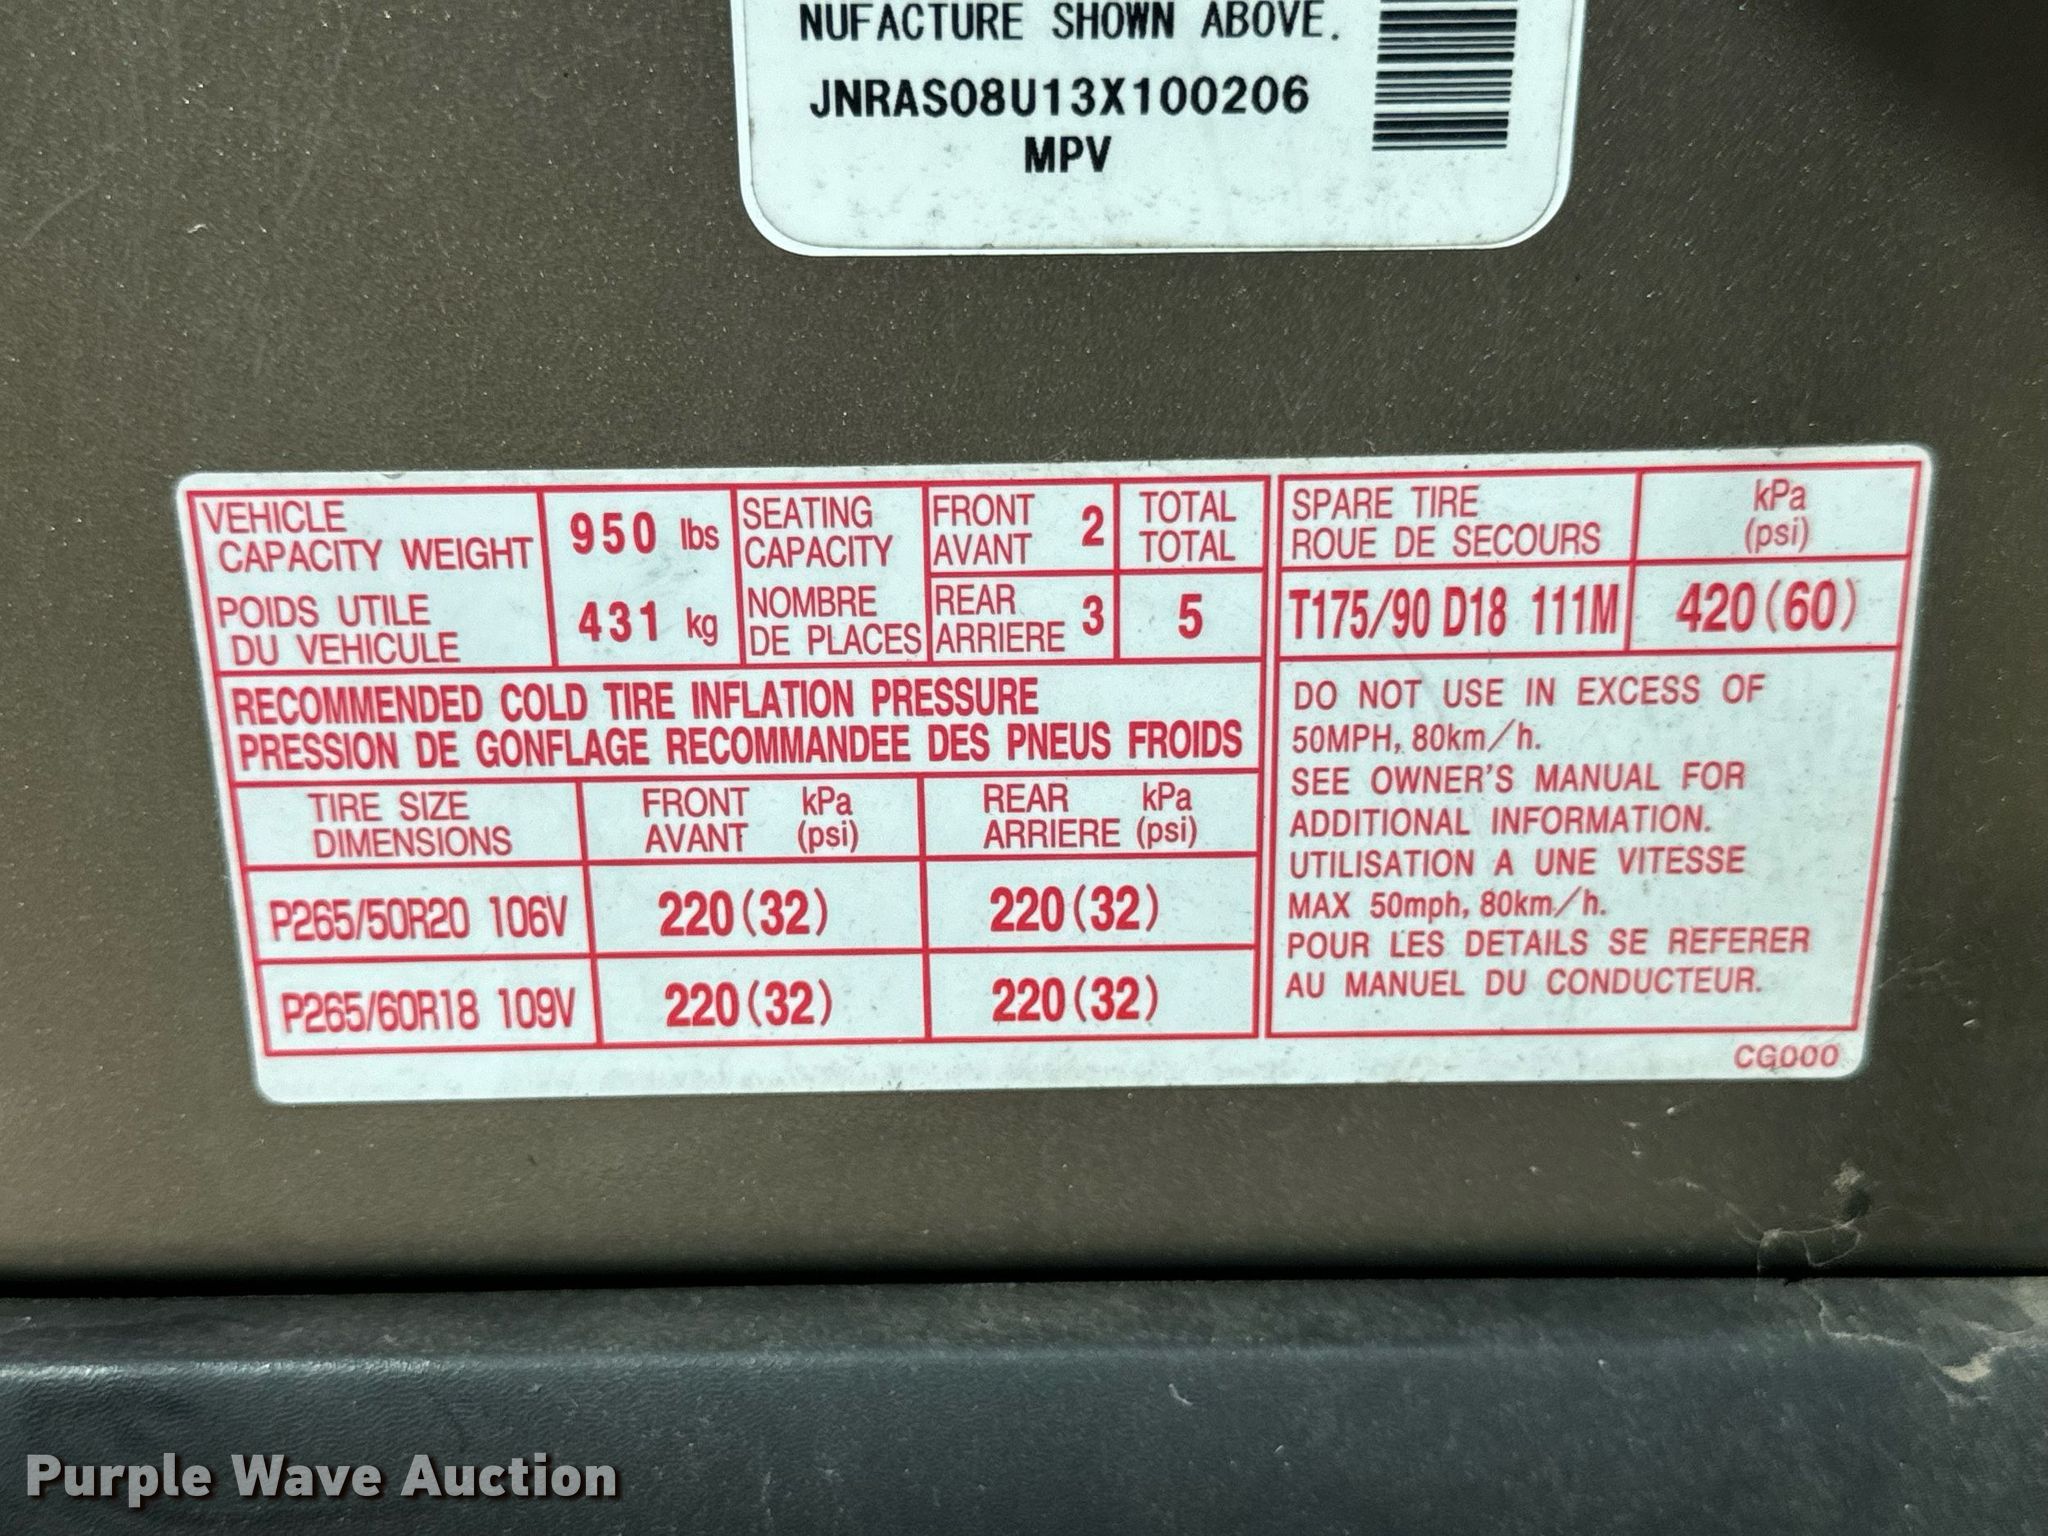 NUFACTURE SHOWN ABOVE.
JNRAS08U13X100206
MPV
VEHICLE CAPACITY WEIGHT
POIDS UTILE DU VEHICULE
950 lbs
431 kg
SEATING CAPACITY
NOMBRE DE PLACES
FRONT AVANT 2
REAR ARRIERE 3
TOTAL
TOTAL
5
RECOMMENDED COLD TIRE INFLATION PRESSURE
PRESSION DE GONFLAGE RECOMMANDEE DES PNEUS FROIDS
TIRE SIZE DIMENSIONS
FRONT AVANT kPa (psi)
REAR ARRIERE kPa (psi)
P265/50R20 106V 220(32) 220(32)
P265/60R18 109V 220(32) 220(32)
SPARE TIRE
ROUE DE SECOURS
kPa
(psi)
T175/90 D18 111M 420(60)
DO NOT USE IN EXCESS OF
50MPH, 80km/h.
SEE OWNER'S MANUAL FOR
ADDITIONAL INFORMATION.
UTILISATION A UNE VITESSE
MAX 50mph, 80km/h.
POUR LES DETAILS SE REFERER
AU MANUEL DU CONDUCTEUR.
CG000
Purple Wave Auction